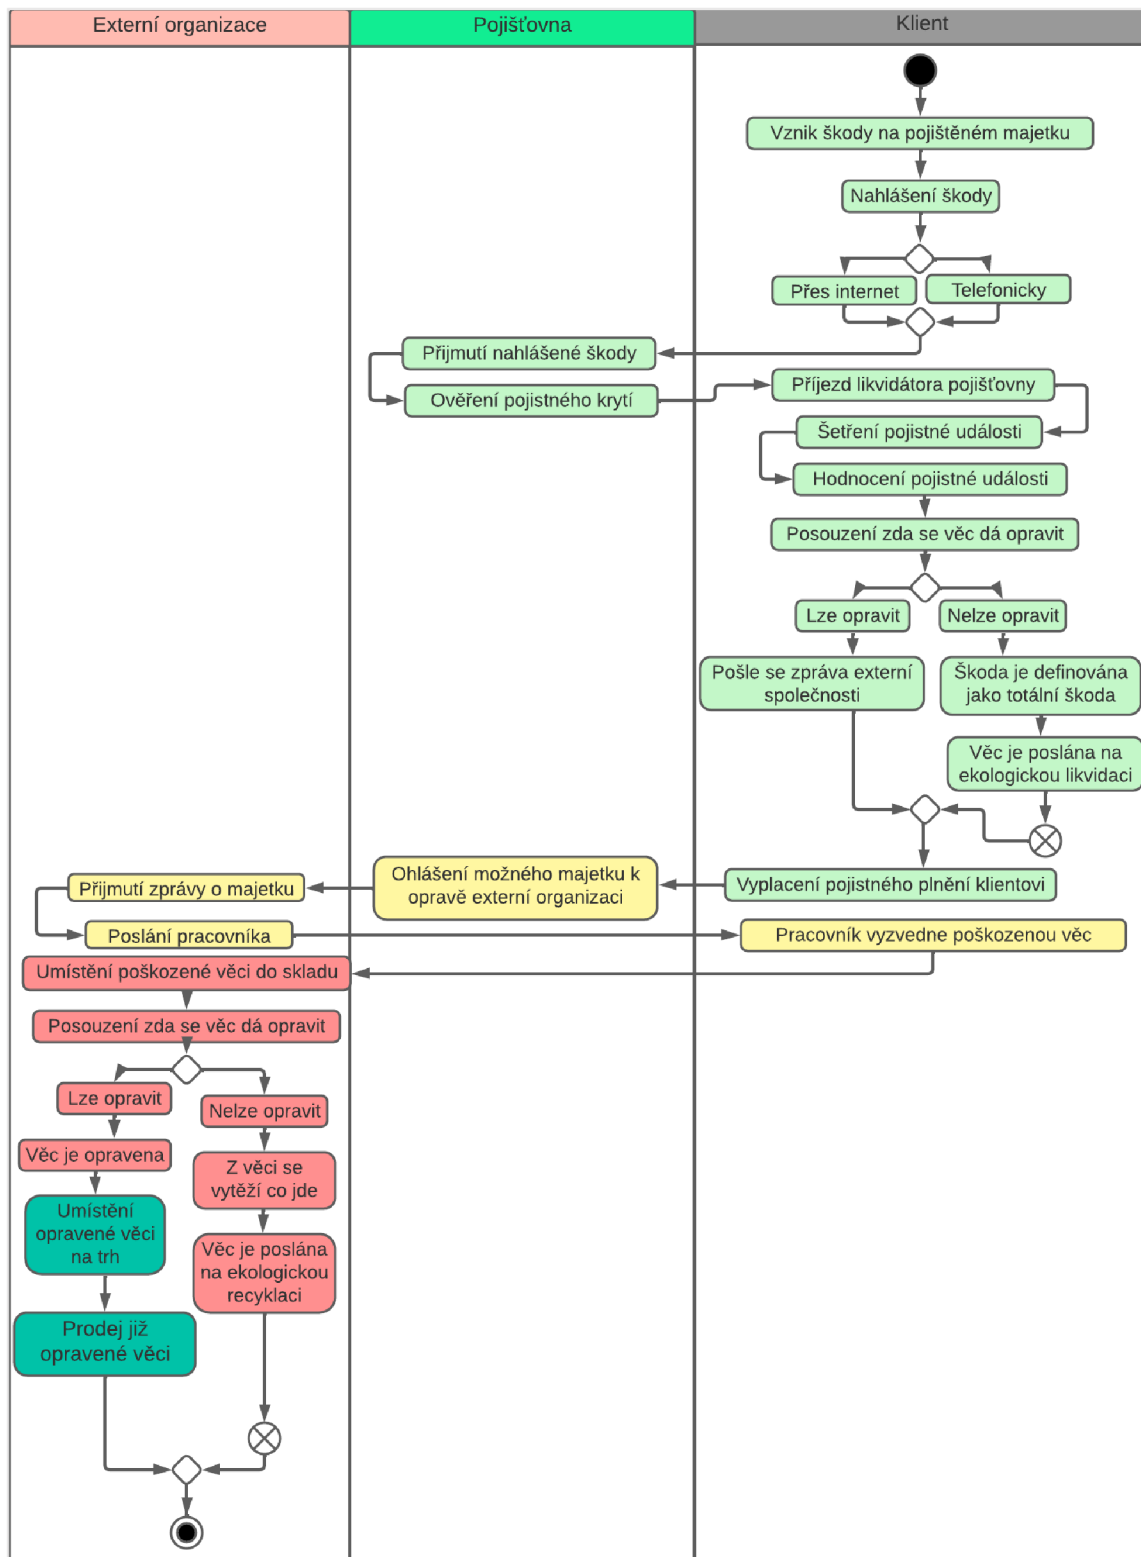 Externí organizace
Pojišťovna
Klient
Vznik škody na pojištěném majetku
Nahlášení škody
Přes internet
Telefonicky
Přijmutí nahlášené škody
Ověření pojistného krytí
Příjezd likvidátora pojišťovny
Šetření pojistné události
Hodnocení pojistné události
Posouzení zda se věc dá opravit
Lze opravit
Nelze opravit
Pošle se zpráva externí
společnosti
Škoda je definována
jako totální škoda
Věc je poslána na
ekologickou likvidaci
Vyplacení pojistného plnění klientovi
Ohlášení možného majetku k
opravě externí organizaci
Přijmutí zprávy o majetku
Poslání pracovníka
Pracovník vyzvedne poškozenou věc
Umístění poškozené věci do skladu
Posouzení zda se věc dá opravit
Lze opravit
Nelze opravit
Věc je opravena
Z věci se
vytěží co jde
Umístění
opravené věci
na trh
Věc je poslána
na ekologickou
recyklaci
Prodej již
opravené věci